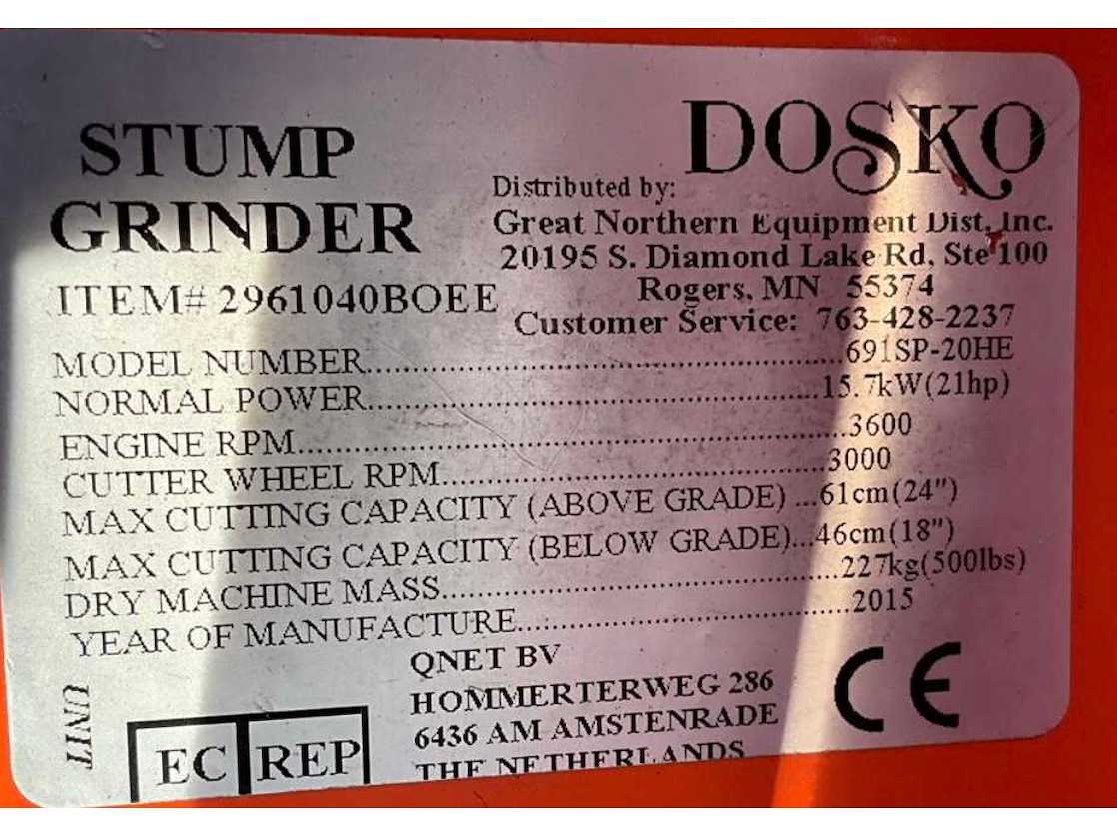 STUMP
GRINDER
ITEM# 2961040BOEE
DOSKO
Distributed by:
Great Northern Equipment Dist, Inc.
20195 S. Diamond Lake Rd, Ste 100
Rogers, MN 55374
Customer Service: 763-428-2237
MODEL NUMBER..........691SP-20HE
NORMAL POWER..........15.7kW(21hp)
ENGINE RPM..........3600
CUTTER WHEEL RPM..........3000
MAX CUTTING CAPACITY (ABOVE GRADE) ...61cm(24")
MAX CUTTING CAPACITY (BELOW GRADE)...46cm(18")
DRY MACHINE MASS..........227kg(500lbs)
YEAR OF MANUFACTURE..........2015
UNIT
EC REP
QNET BV
HOMMERTERWEG 286
6436 AM AMSTENRADE
THE NETHERLANDS
CE